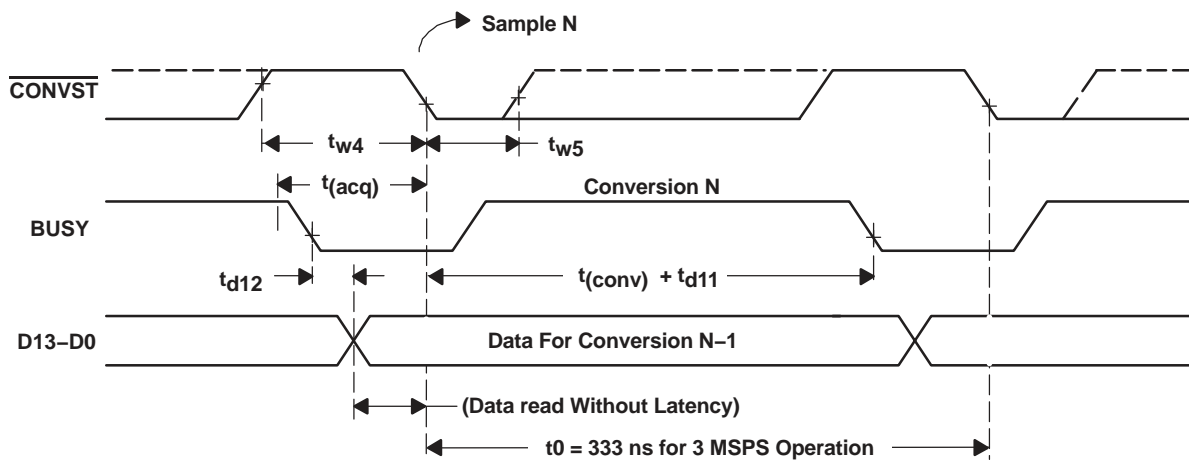 Sample N
CONVST
tw4
tw5
t(acq)
Conversion N
BUSY
td12
t(conv) + td11
D13–D0
Data For Conversion N–1
(Data read Without Latency)
t0 = 333 ns for 3 MSPS Operation